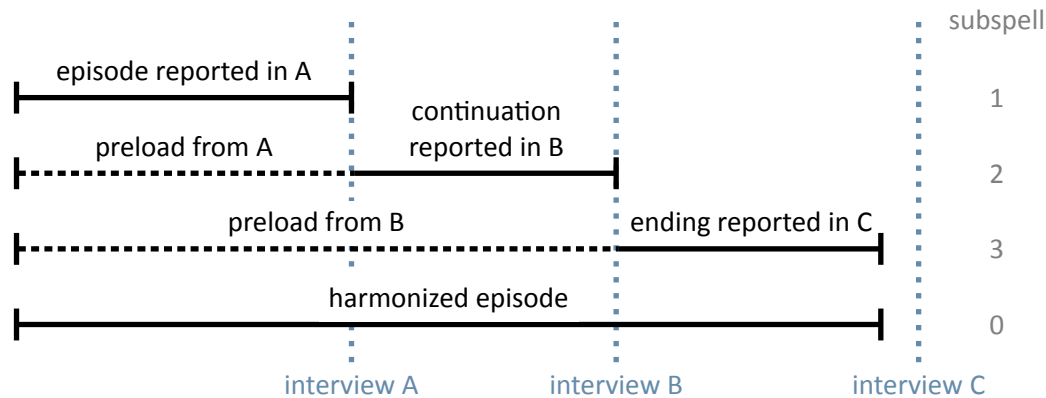 subspell
episode reported in A
1
continuation
reported in B
preload from A
2
preload from B
ending reported in C
3
harmonized episode
0
interview A
interview B
interview C